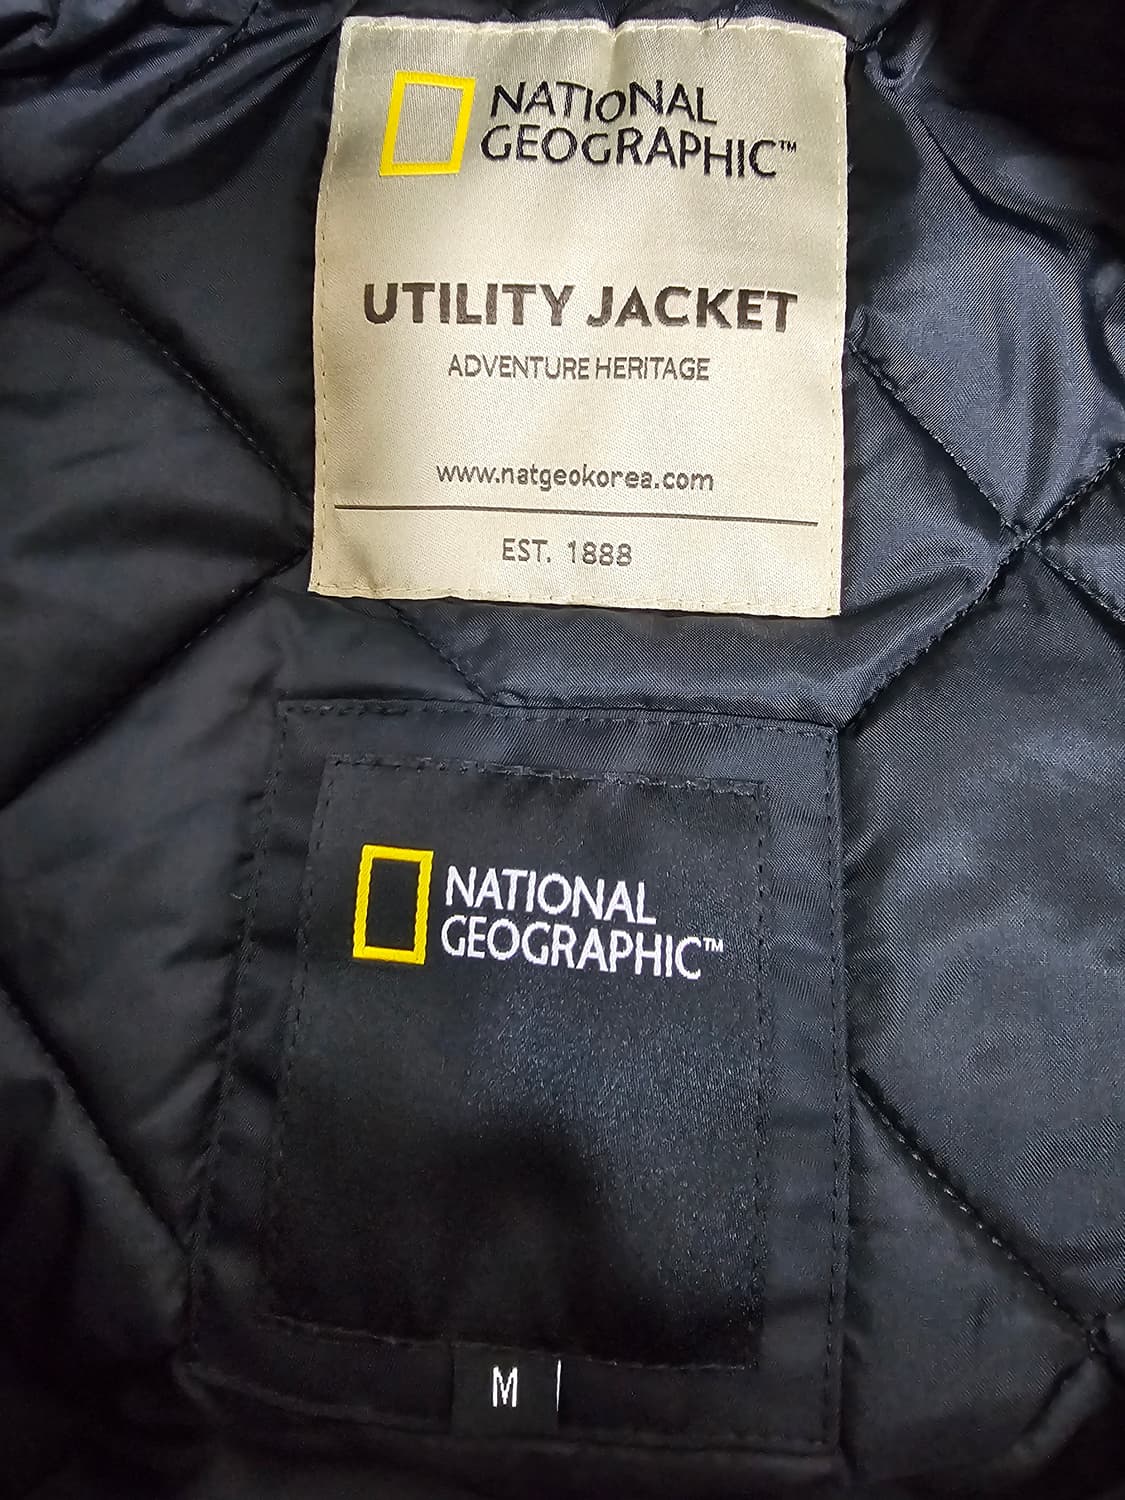 NATIONAL
GEOGRAPHIC™
UTILITY JACKET
ADVENTURE HERITAGE
www.natgeokorea.com
EST. 1888
NATIONAL
GEOGRAPHIC™
M